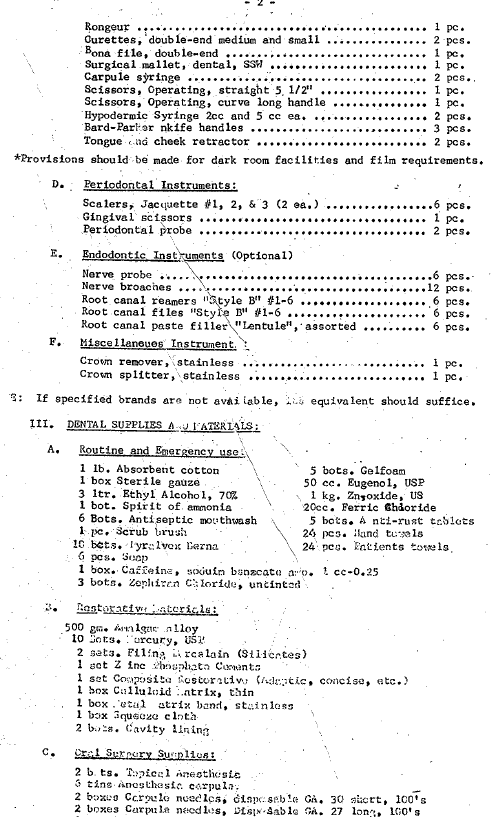 - 2 -
Rongeur ........................................ 1 pc.
Curettes, double-end medium and small .......... 2 pcs.
Bona file, double-end .......................... 1 pc.
Surgical mallet, dental, SSW ................... 1 pc.
Carpule syringe ................................ 2 pcs.
Scissors, Operating, straight 5 1/2" ........... 1 pc.
Scissors, Operating, curve long handle ......... 1 pc.
Hypodermic Syringe 2cc and 5 cc ea. ............ 2 pcs.
Bard-Parker nkife handles ...................... 3 pcs.
Tongue and cheek retractor ..................... 2 pcs.
*Provisions should be made for dark room facilities and film requirements.
D. Periodontal Instruments:
Scalers, Jacquette #1, 2, & 3 (2 ea.) ................6 pcs.
Gingival scissors .............................. 1 pc.
Periodontal probe .............................. 2 pcs.
E. Endodontic Instruments (Optional)
Nerve probe .....................................6 pcs.
Nerve broaches .................................12 pcs.
Root canal reamers "Style B" #1-6 .............. 6 pcs.
Root canal files "Style B" #1-6 ................ 6 pcs.
Root canal paste filler "Lentule", assorted .......... 6 pcs.
F. Miscellaneues Instrument :
Crown remover, stainless ....................... 1 pc.
Crown splitter, stainless ...................... 1 pc.
If specified brands are not available, equivalent should suffice.
III. DENTAL SUPPLIES AND MATERIALS:
A. Routine and Emergency use:
1 lb. Absorbent cotton 5 bots. Gelfoam
1 box Sterile gauze 50 cc. Eugenol, USP
3 ltr. Ethyl Alcohol, 70% 1 kg. Znoxide, US
1 bot. Spirit of ammonia 20cc. Ferric Chloride
6 Bots. Antiseptic mouthwash 5 bots. A nti-rust tablets
1 pc. Scrub brush 24 pcs. Hand towels
10 bots. Pyralvex Berna 24 pcs. Patients towels
6 pcs. Soap
1 box. Caffeine, soduim benzoate 1 cc-0.25
3 bots. Zephiran Chloride, untinted
B. Restorative Materials:
500 gm. Amalgam alloy
10 Bots. Mercury, USP
2 sets. Filing Porcelain (Silicates)
1 set Z inc Phosphate Cements
1 set Composite Restorative (Adaptic, concise, etc.)
1 box Celluloid Matrix, thin
1 box Metal Matrix band, stainless
1 box Squeeze cloth
2 bots. Cavity lining
C. Oral Surgery Supplies:
2 bots. Topical Anesthesia
6 tins Anesthesia carpule
2 boxes Carpule needles, disposable GA. 30 short, 100's
2 boxes Carpule needles, Disposable GA. 27 long, 100's